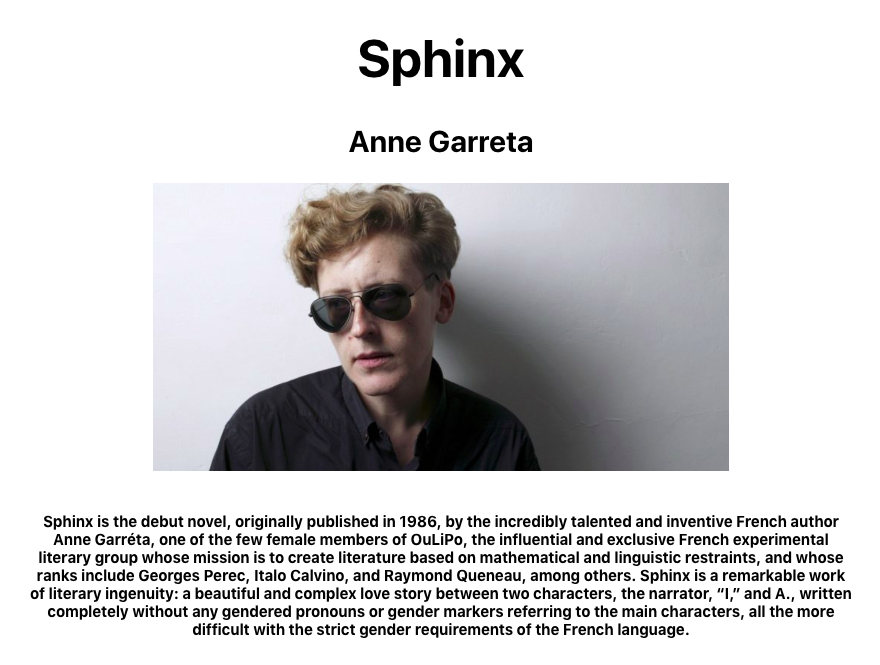 Sphinx
Anne Garreta
Sphinx is the debut novel, originally published in 1986, by the incredibly talented and inventive French author
Anne Garréta, one of the few female members of OuLiPo, the influential and exclusive French experimental
literary group whose mission is to create literature based on mathematical and linguistic restraints, and whose
ranks include Georges Perec, Italo Calvino, and Raymond Queneau, among others. Sphinx is a remarkable work
of literary ingenuity: a beautiful and complex love story between two characters, the narrator, “I,” and A., written
completely without any gendered pronouns or gender markers referring to the main characters, all the more
difficult with the strict gender requirements of the French language.